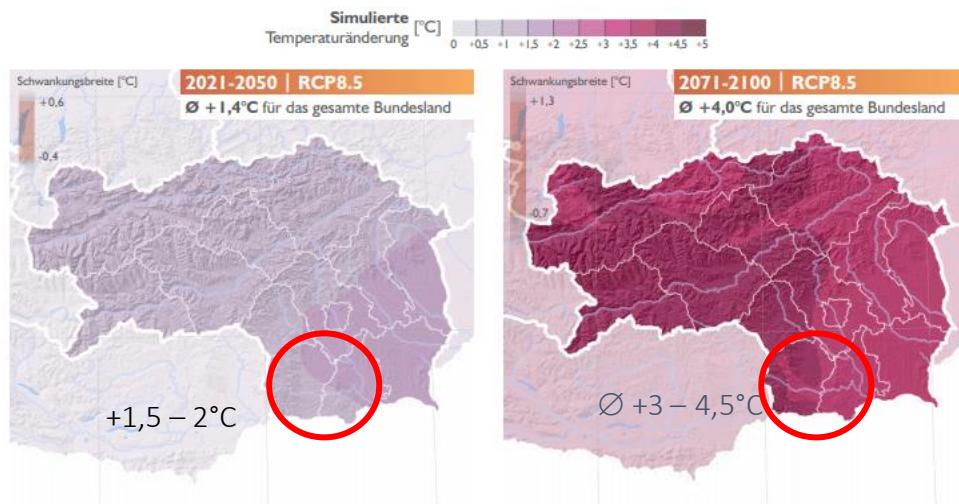 Simulierte
Temperaturänderung [°C]
0 +0,5 +1 +1,5 +2 +2,5 +3 +3,5 +4 +4,5 +5
Schwankungsbreite [°C]
2021-2050 | RCP8.5
+0,6
Ø +1,4°C für das gesamte Bundesland
-0,4
+1,5 – 2°C
Schwankungsbreite [°C]
2071-2100 | RCP8.5
+1,3
Ø +4,0°C für das gesamte Bundesland
-0,7
∅ +3 – 4,5°C